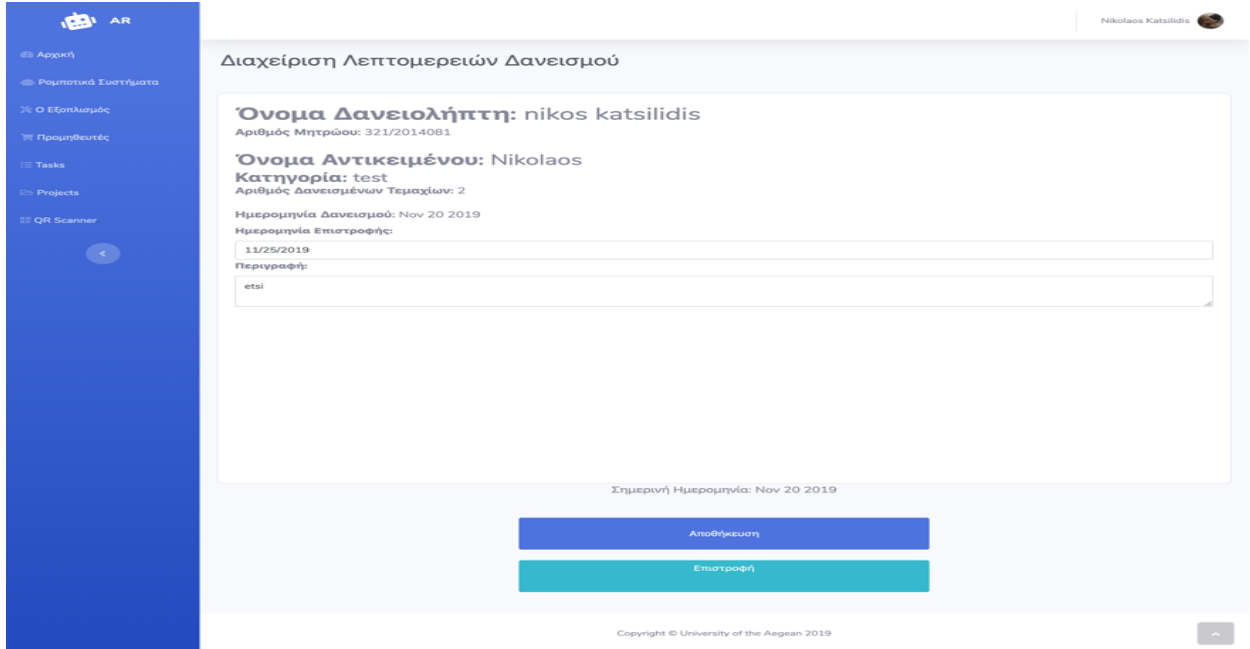 AR
Nikolaos Katsilidis
Αρχική
Ρομποτικά Συστήματα
Ο Εξοπλισμός
Προμηθευτές
Tasks
Projects
QR Scanner
Διαχείριση Λεπτομερειών Δανεισμού
Όνομα Δανειολήπτη: nikos katsilidis
Αριθμός Μητρώου: 321/2014081
Όνομα Αντικειμένου: Nikolaos
Κατηγορία: test
Αριθμός Δανεισμένων Τεμαχίων: 2
Ημερομηνία Δανεισμού: Nov 20 2019
Ημερομηνία Επιστροφής:
11/25/2019
Περιγραφή:
etsi
Σημερινή Ημερομηνία: Nov 20 2019
Αποθήκευση
Επιστροφή
Copyright © University of the Aegean 2019